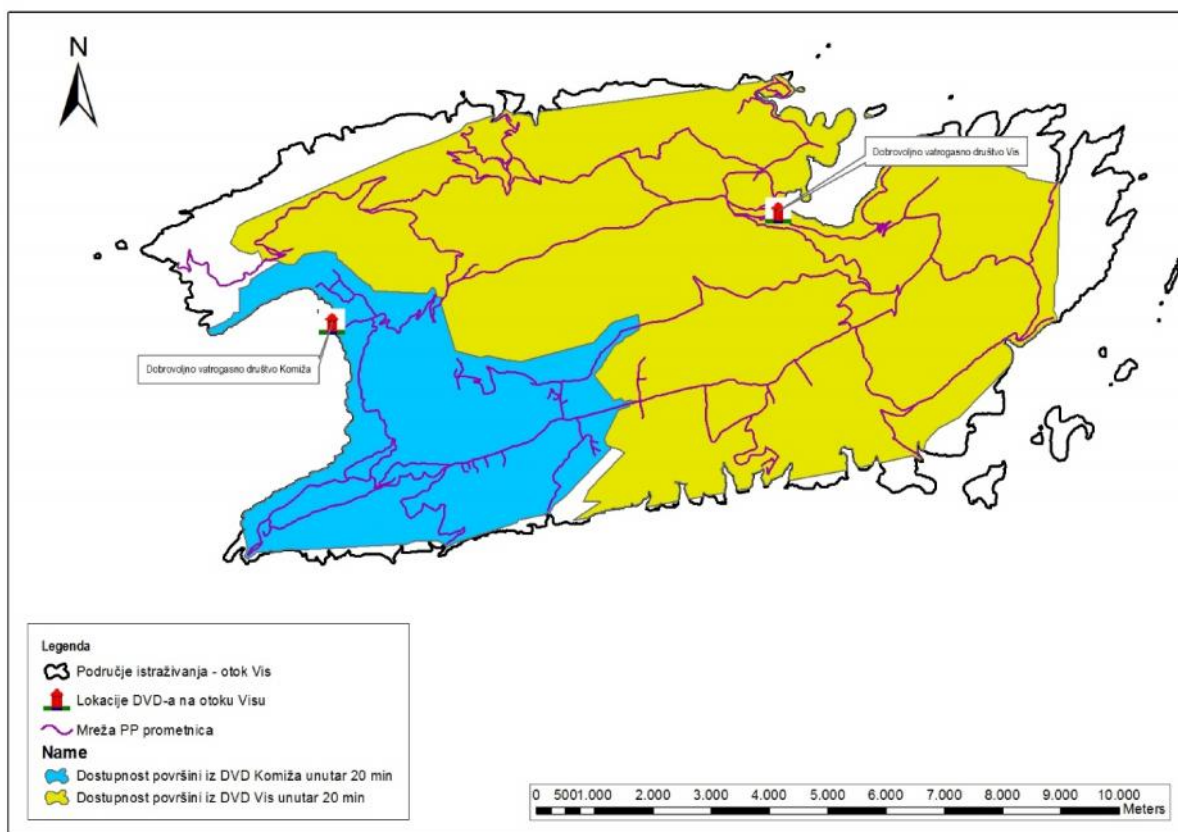 N
Dobrovoljno vatrogasno društvo Vis
Dobrovoljno vatrogasno društvo Komiža
Legenda
Područje istraživanja - otok Vis
Lokacije DVD-a na otoku Visu
Mreža PP prometnica
Name
Dostupnost površini iz DVD Komiža unutar 20 min
Dostupnost površini iz DVD Vis unutar 20 min
0 5001.000 2.000 3.000 4.000 5.000 6.000 7.000 8.000 9.000 10.000
Meters